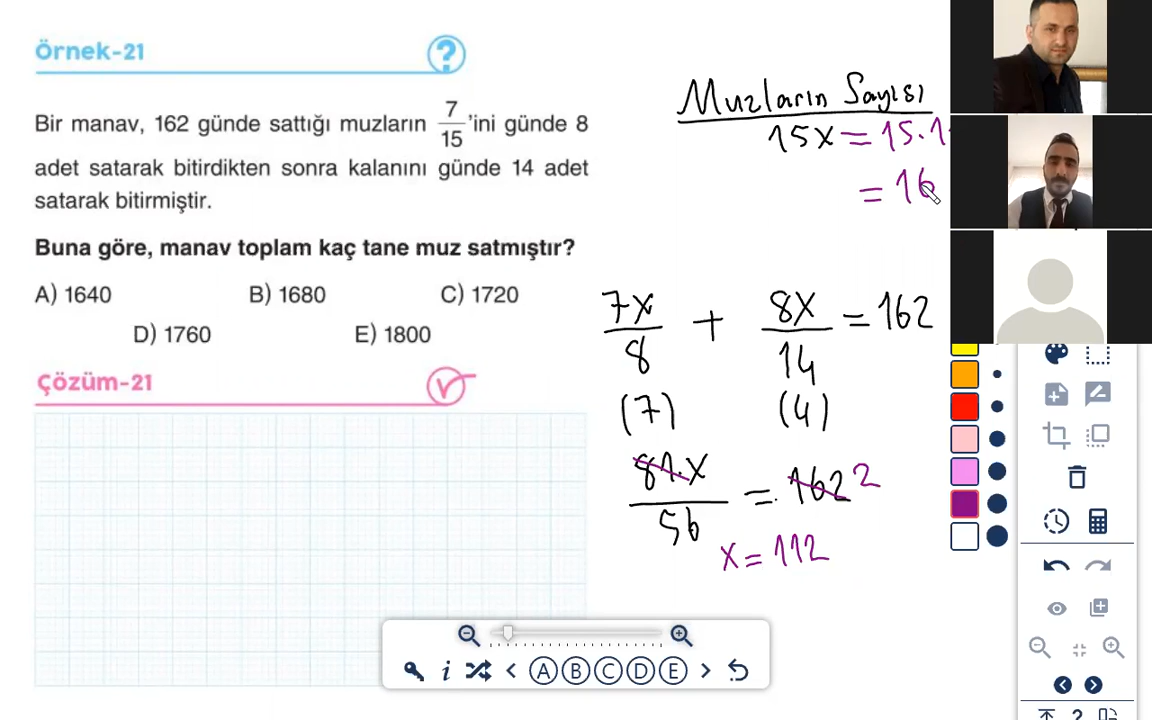 Örnek-21
?
Bir manav, 162 günde sattığı muzların 7/15'ini günde 8
adet satarak bitirdikten sonra kalanını günde 14 adet
satarak bitirmiştir.
Buna göre, manav toplam kaç tane muz satmıştır?
A) 1640 B) 1680 C) 1720
D) 1760 E) 1800
Çözüm-21
Muzların Sayısı
15x = 15.1
= 16
7x/8 + 8x/14 = 162
(7) (4)
81.x/56 = 162 2
x = 112
i A B C D E
?